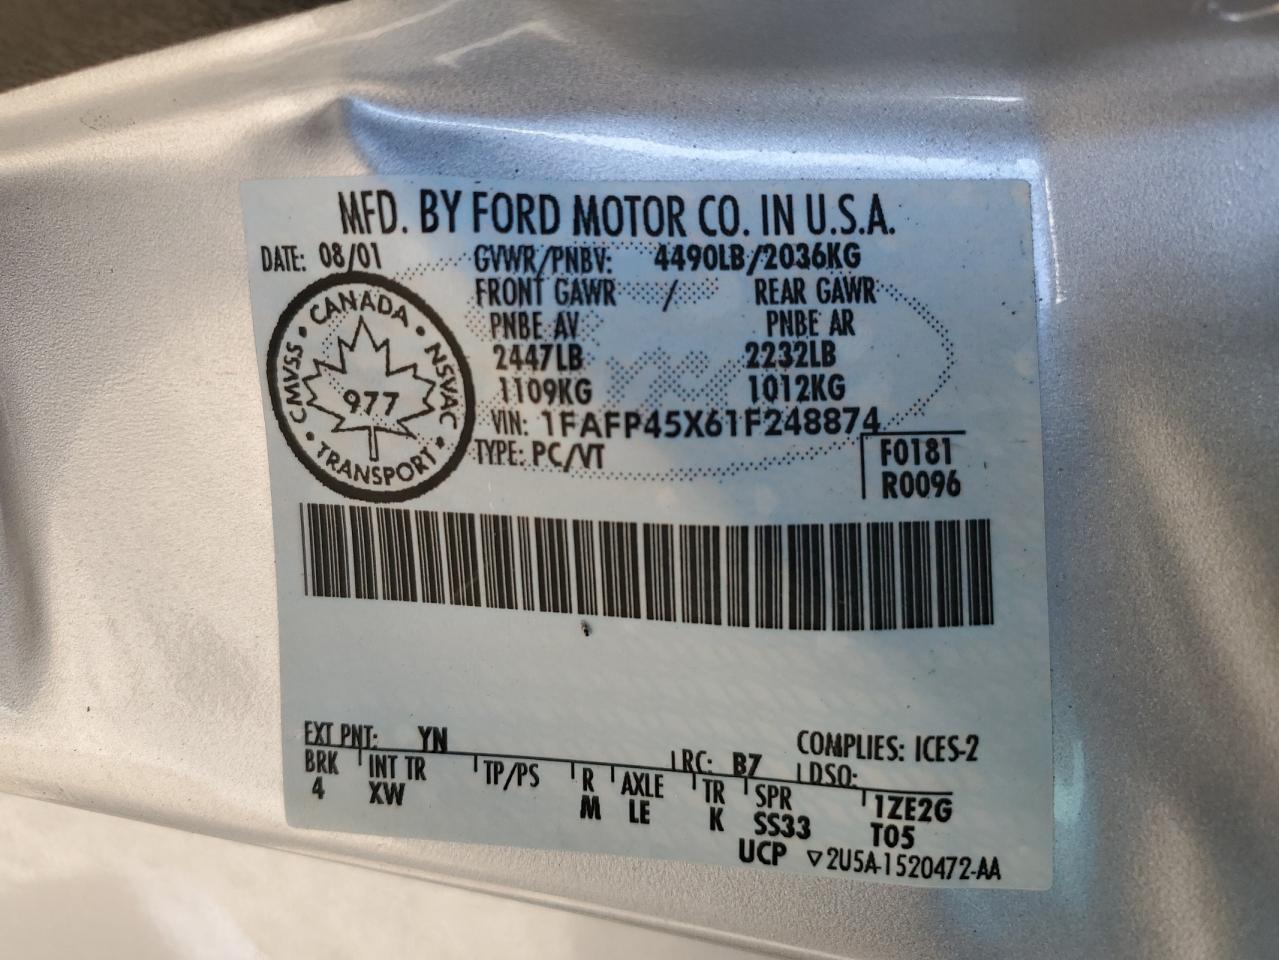 MFD. BY FORD MOTOR CO. IN U.S.A.
DATE: 08/01 GVWR/PNBV: 4490LB/2036KG
FRONT GAWR / REAR GAWR
PNBE AV PNBE AR
2447LB 2232LB
1109KG 1012KG
VIN: 1FAFP45X61F248874
TYPE: PC/VT
F0181
R0096
CANADA • NSVAC • TRANSPORT • CMVSS •
977
EXT PNT: YN RC: B7 DSO: COMPLIES: ICES-2
BRK INT TR TP/PS R AXLE TR SPR 1ZE2G
4 XW M LE K SS33 T05
UCP ▽2U5A-1520472-AA